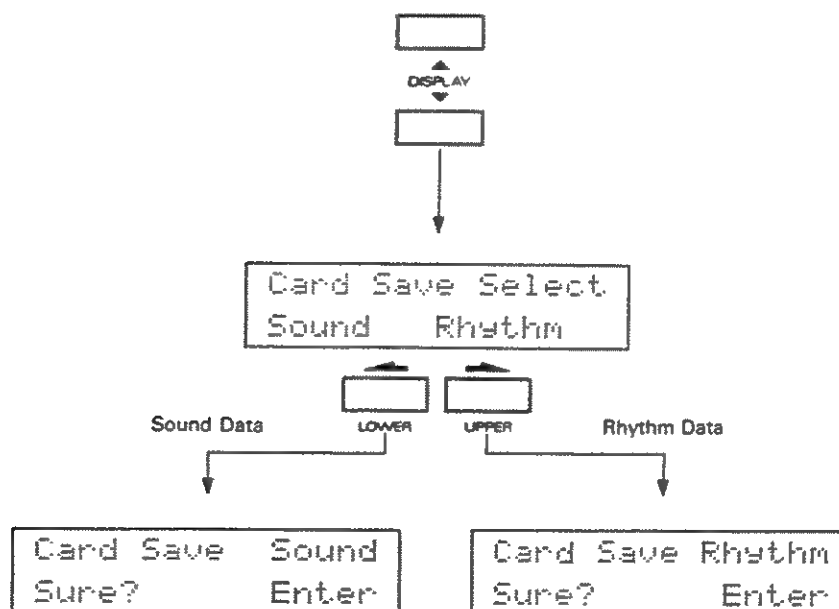 DISPLAY
Card Save Select
Sound Rhythm
LOWER UPPER
Sound Data Rhythm Data
Card Save Sound
Sure? Enter
Card Save Rhythm
Sure? Enter